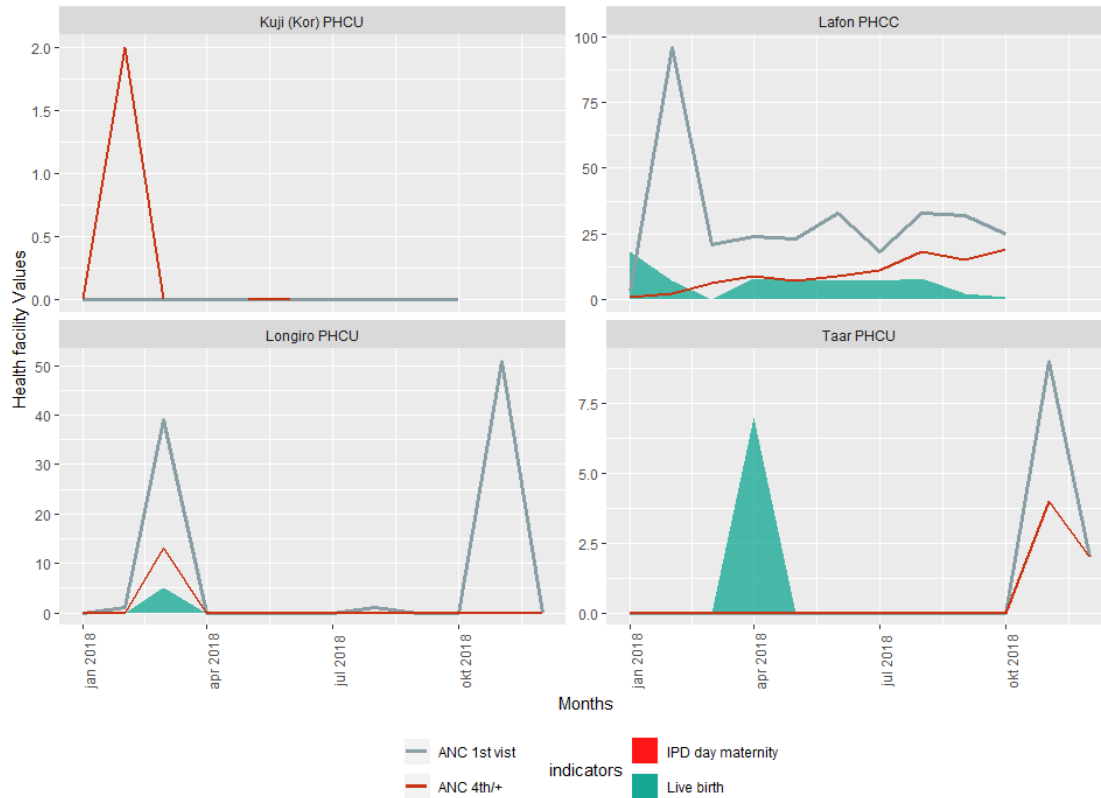 Kuji (Kor) PHCU
2.0
1.5
1.0
0.5
0.0
Lafon PHCC
100
75
50
25
0
Health facility Values
Longiro PHCU
50
40
30
20
10
0
jan 2018
apr 2018
jul 2018
okt 2018
Taar PHCU
7.5
5.0
2.5
0.0
jan 2018
apr 2018
jul 2018
okt 2018
Months
indicators
ANC 1st vist
ANC 4th/+
IPD day maternity
Live birth